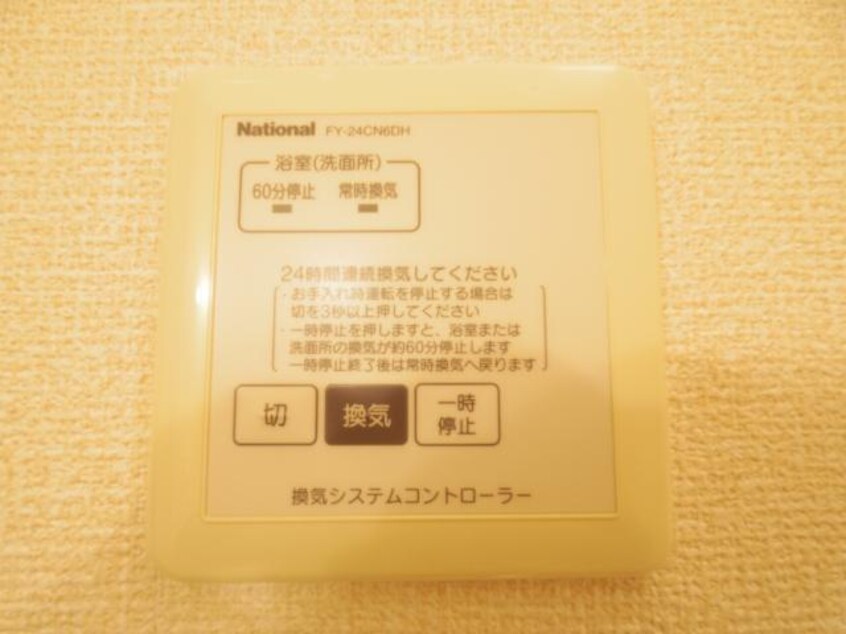 National FY-24CN6DH
浴室(洗面所)
60分停止 常時換気
24時間連続換気してください
・お手入れ時運転を停止する場合は
切を3秒以上押してください
・一時停止を押しますと、浴室または
洗面所の換気が約60分停止します
一時停止終了後は常時換気へ戻ります
切 換気 一時
停止
換気システムコントローラー